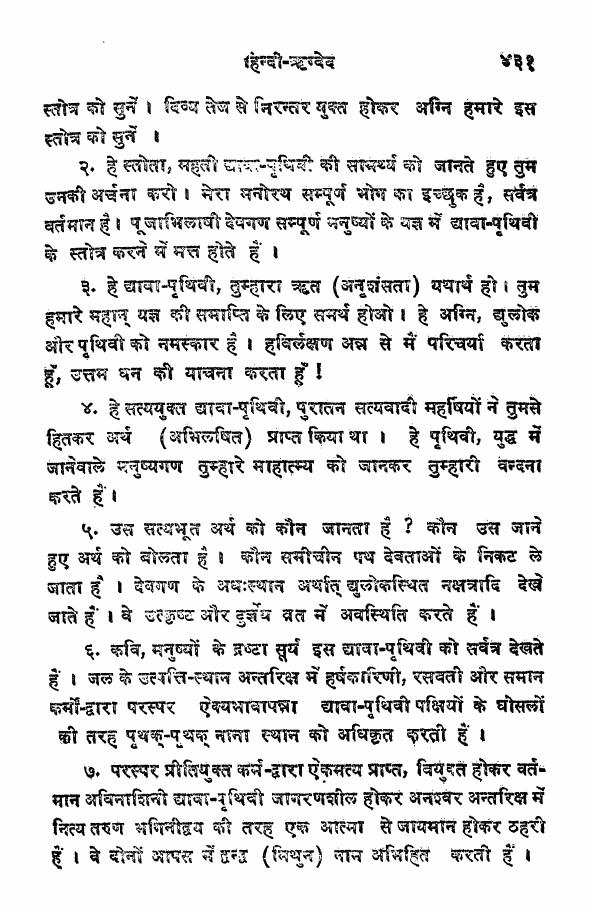 हिन्दी-ऋग्वेद ४३१
स्तोत्र को सुनें । दिव्य तेज से निरन्तर युक्त होकर अग्नि हमारे इस
स्तोत्र को सुनें ।
२. हे स्तोता, महती द्यावा-पृथिवी की सामर्थ्य को जानते हुए तुम
उनकी अर्चना करो । मेरा मनोरथ सम्पूर्ण भोग का इच्छुक है, सर्वत्र
वर्तमान है। पूजाभिलाषी देवगण सम्पूर्ण मनुष्यों के यज्ञ में द्यावा-पृथिवी
के स्तोत्र करने में मत्त होते हैं ।
३. हे द्यावा-पृथिवी, तुम्हारा ऋत (अनृशंसता) यथार्थ हो। तुम
हमारे महान् यज्ञ की समाप्ति के लिए समर्थ होओ। हे अग्नि, द्युलोक
और पृथिवी को नमस्कार है। हविर्लक्षण अन्न से मैं परिचर्या करता
हूँ, उत्तम धन की याचना करता हूँ !
४. हे सत्ययुक्त द्यावा-पृथिवी, पुरातन सत्यवादी महर्षियों ने तुमसे
हितकर अर्थ (अभिलषित) प्राप्त किया था । हे पृथिवी, युद्ध में
जानेवाले मनुष्यगण तुम्हारे माहात्म्य को जानकर तुम्हारी वन्दना
करते हैं।
५. उस सत्यभूत अर्थ को कौन जानता है ? कौन उस जाने
हुए अर्थ को बोलता है। कौन समीचीन पथ देवताओं के निकट ले
जाता है । देवगण के अधःस्थान अर्थात् द्युलोकस्थित नक्षत्रादि देखे
जाते हैं। वे उत्कृष्ट और दुर्ज्ञेय व्रत में अवस्थिति करते हैं ।
६. कवि, मनुष्यों के द्रष्टा सूर्य इस द्यावा-पृथिवी को सर्वत्र देखते
हैं । जल के उत्पत्ति-स्थान अन्तरिक्ष में हर्षकारिणी, रसवती और समान
कर्मों-द्वारा परस्पर ऐक्यभावापन्ना द्यावा-पृथिवी पक्षियों के घोसलों
की तरह पृथक्-पृथक् नाना स्थान को अधिकृत करती हैं ।
७. परस्पर प्रीतियुक्त कर्म-द्वारा ऐकमत्य प्राप्त, वियुक्त होकर वर्त-
मान अविनाशिनी द्यावा-पृथिवी जागरणशील होकर अनश्वर अन्तरिक्ष में
नित्य तरुण भगिनीद्वय की तरह एक आत्मा से जायमान होकर ठहरी
हैं । वे दोनों आपस में द्वन्द्व (मिथुन) नाम अभिहित करती हैं ।